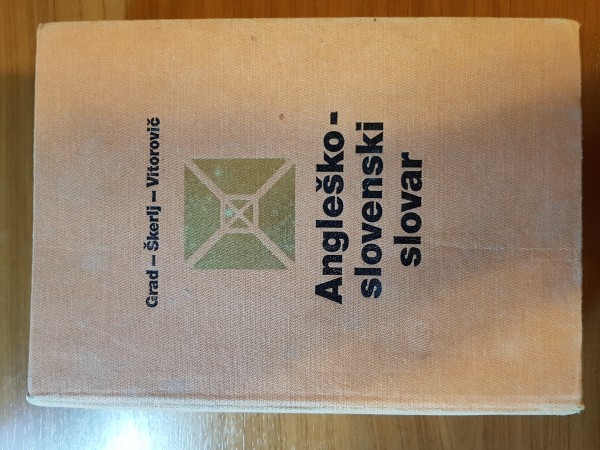 Grad – Škerlj – Vitorovič
Angleško-
slovenski
slovar